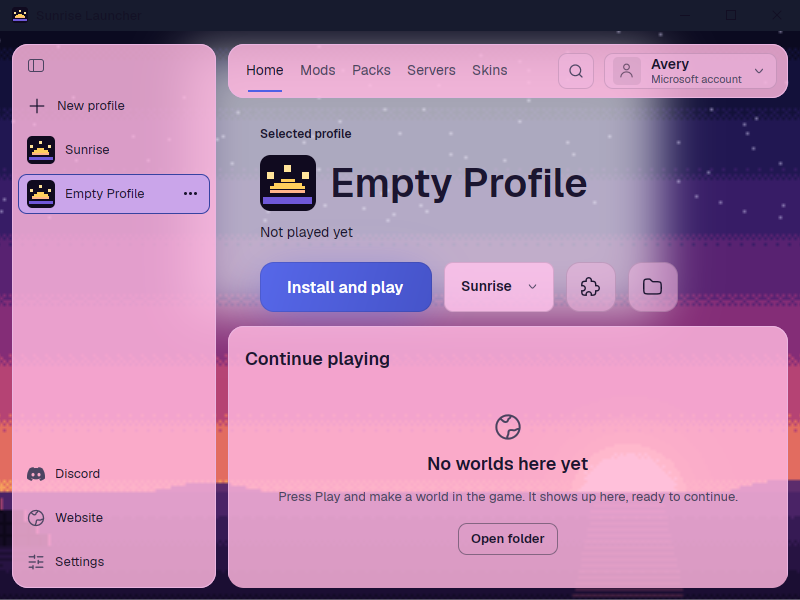 Sunrise Launcher
New profile
Sunrise
Empty Profile
Discord
Website
Settings
Home Mods Packs Servers Skins
Avery
Microsoft account
Selected profile
Empty Profile
Not played yet
Install and play
Sunrise
Continue playing
No worlds here yet
Press Play and make a world in the game. It shows up here, ready to continue.
Open folder